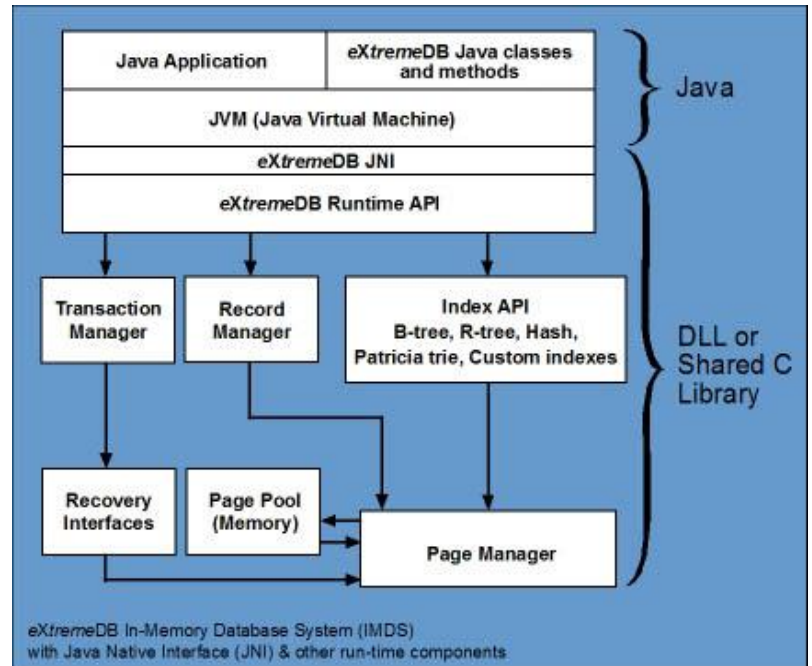 Java Application
eXtremeDB Java classes
and methods
Java
JVM (Java Virtual Machine)
eXtremeDB JNI
eXtremeDB Runtime API
Transaction
Manager
Record
Manager
Index API
B-tree, R-tree, Hash,
Patricia trie, Custom indexes
DLL or
Shared C
Library
Recovery
Interfaces
Page Pool
(Memory)
Page Manager
eXtremeDB In-Memory Database System (IMDS)
with Java Native Interface (JNI) & other run-time components